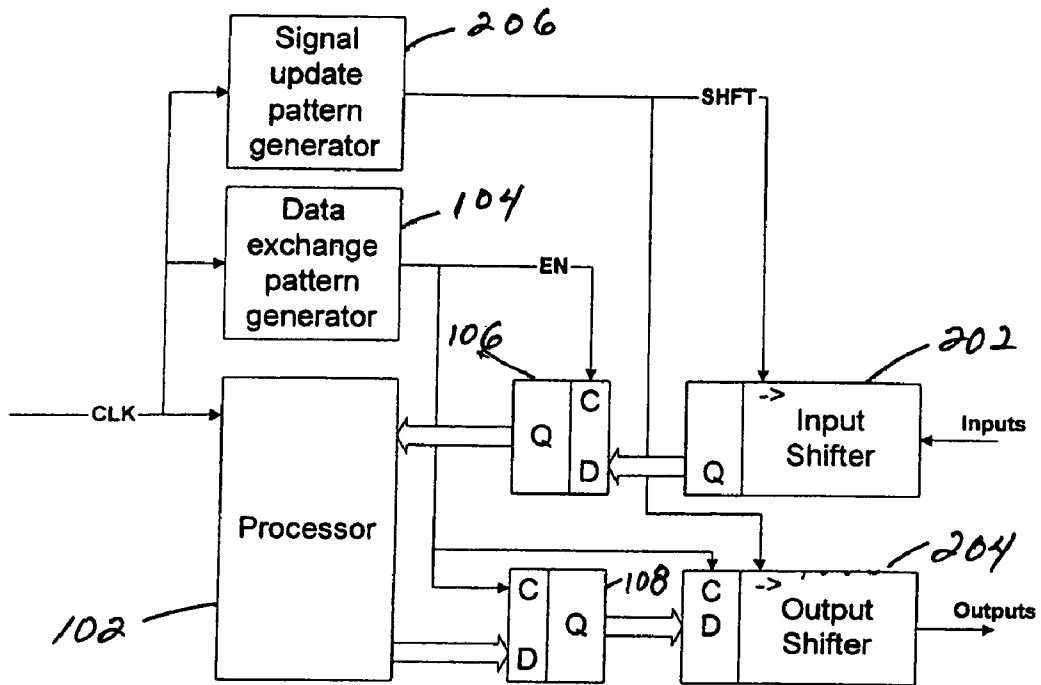 Signal
update
pattern
generator
206
SHFT
Data
exchange
pattern
generator
104
EN
106
202
CLK
Processor
Q
C
D
->
Q
Input
Shifter
Inputs
102
C
D
Q
108
C
D
->
Output
Shifter
204
Outputs